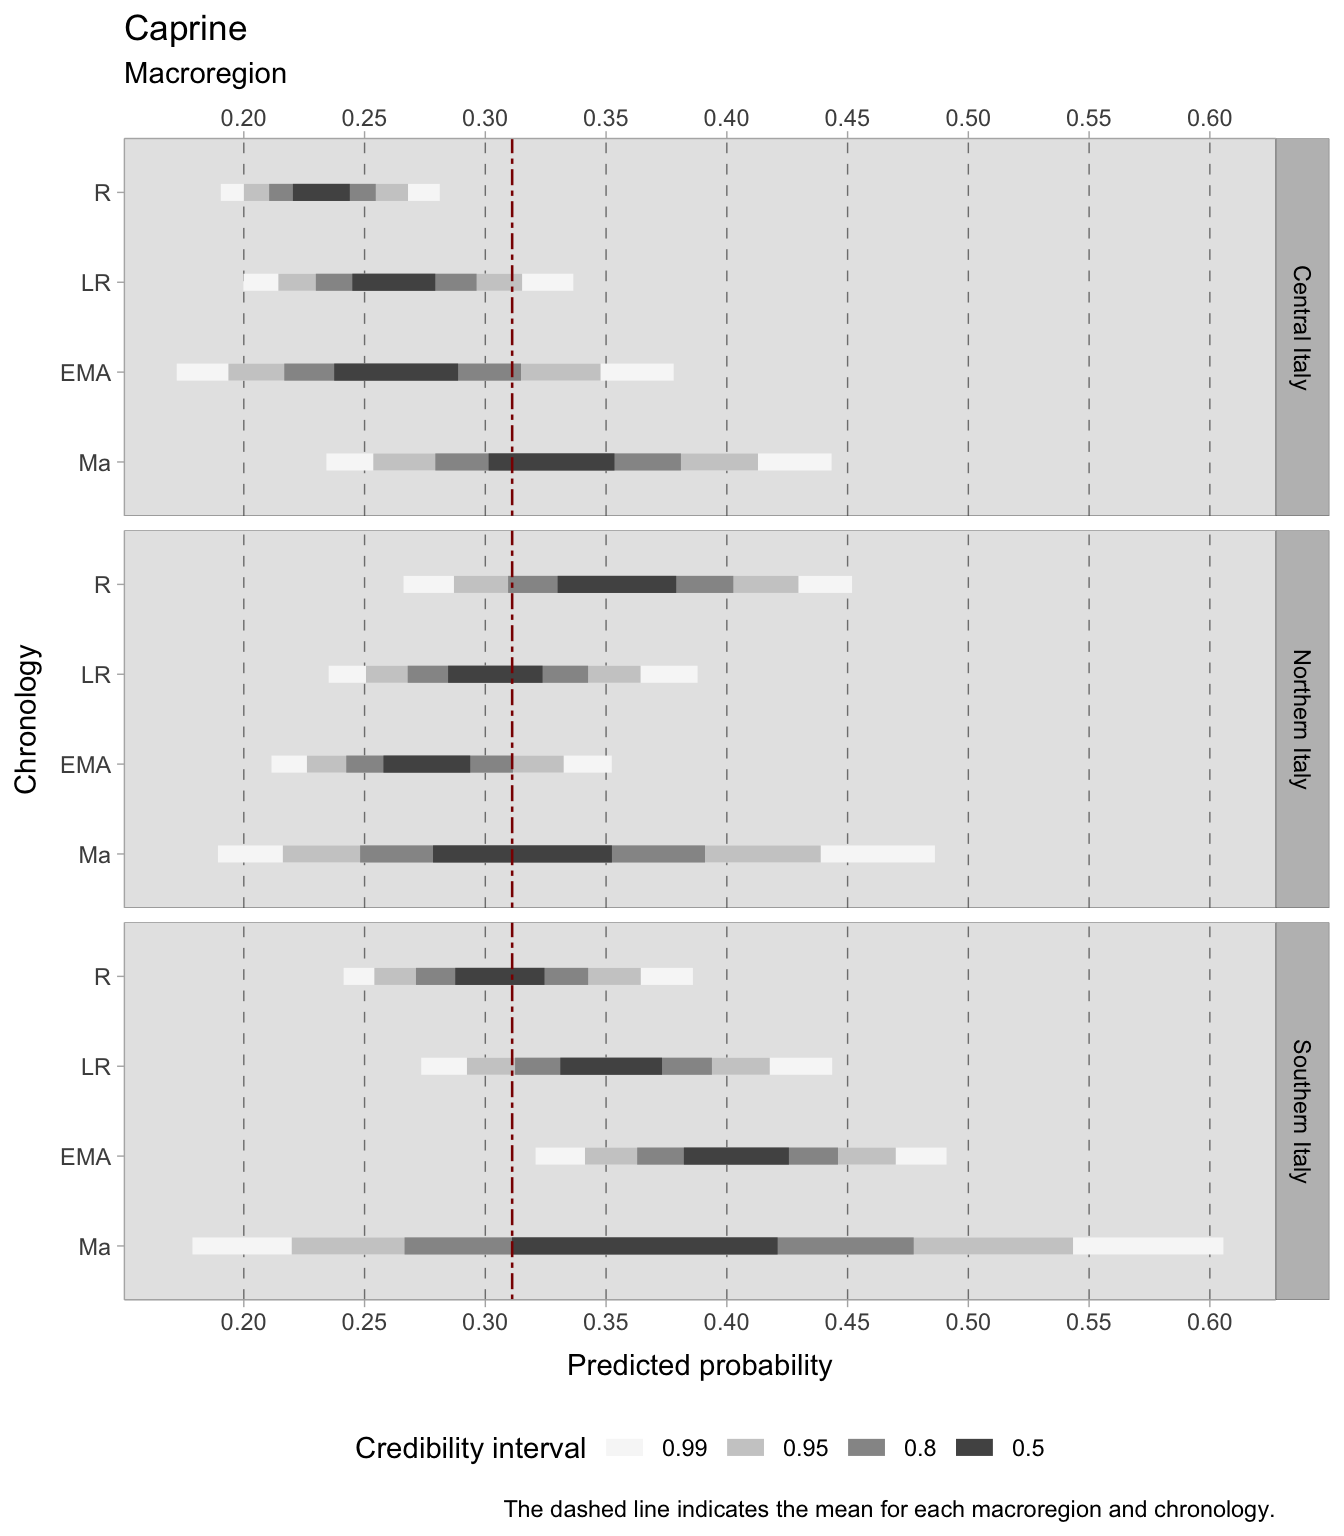 Caprine
Macroregion
0.20 0.25 0.30 0.35 0.40 0.45 0.50 0.55 0.60
R
LR
EMA
Ma
Central Italy
R
LR
EMA
Ma
Northern Italy
R
LR
EMA
Ma
Southern Italy
Chronology
0.20 0.25 0.30 0.35 0.40 0.45 0.50 0.55 0.60
Predicted probability
Credibility interval 0.99 0.95 0.8 0.5
The dashed line indicates the mean for each macroregion and chronology.